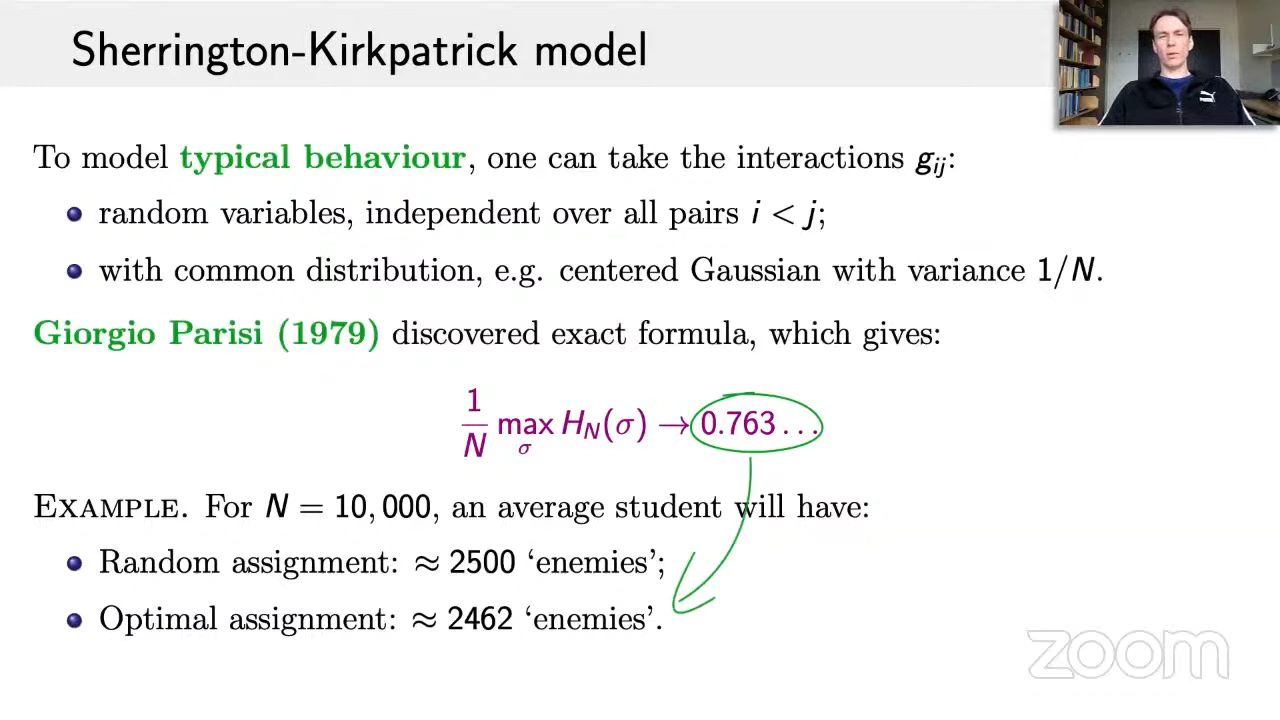 Sherrington-Kirkpatrick model
To model typical behaviour, one can take the interactions gᵢⱼ:
random variables, independent over all pairs i < j;
with common distribution, e.g. centered Gaussian with variance 1/N.
Giorgio Parisi (1979) discovered exact formula, which gives:
1/N max_σ H_N(σ) → 0.763...
EXAMPLE. For N = 10,000, an average student will have:
Random assignment: ≈ 2500 ‘enemies’;
Optimal assignment: ≈ 2462 ‘enemies’.
zoom